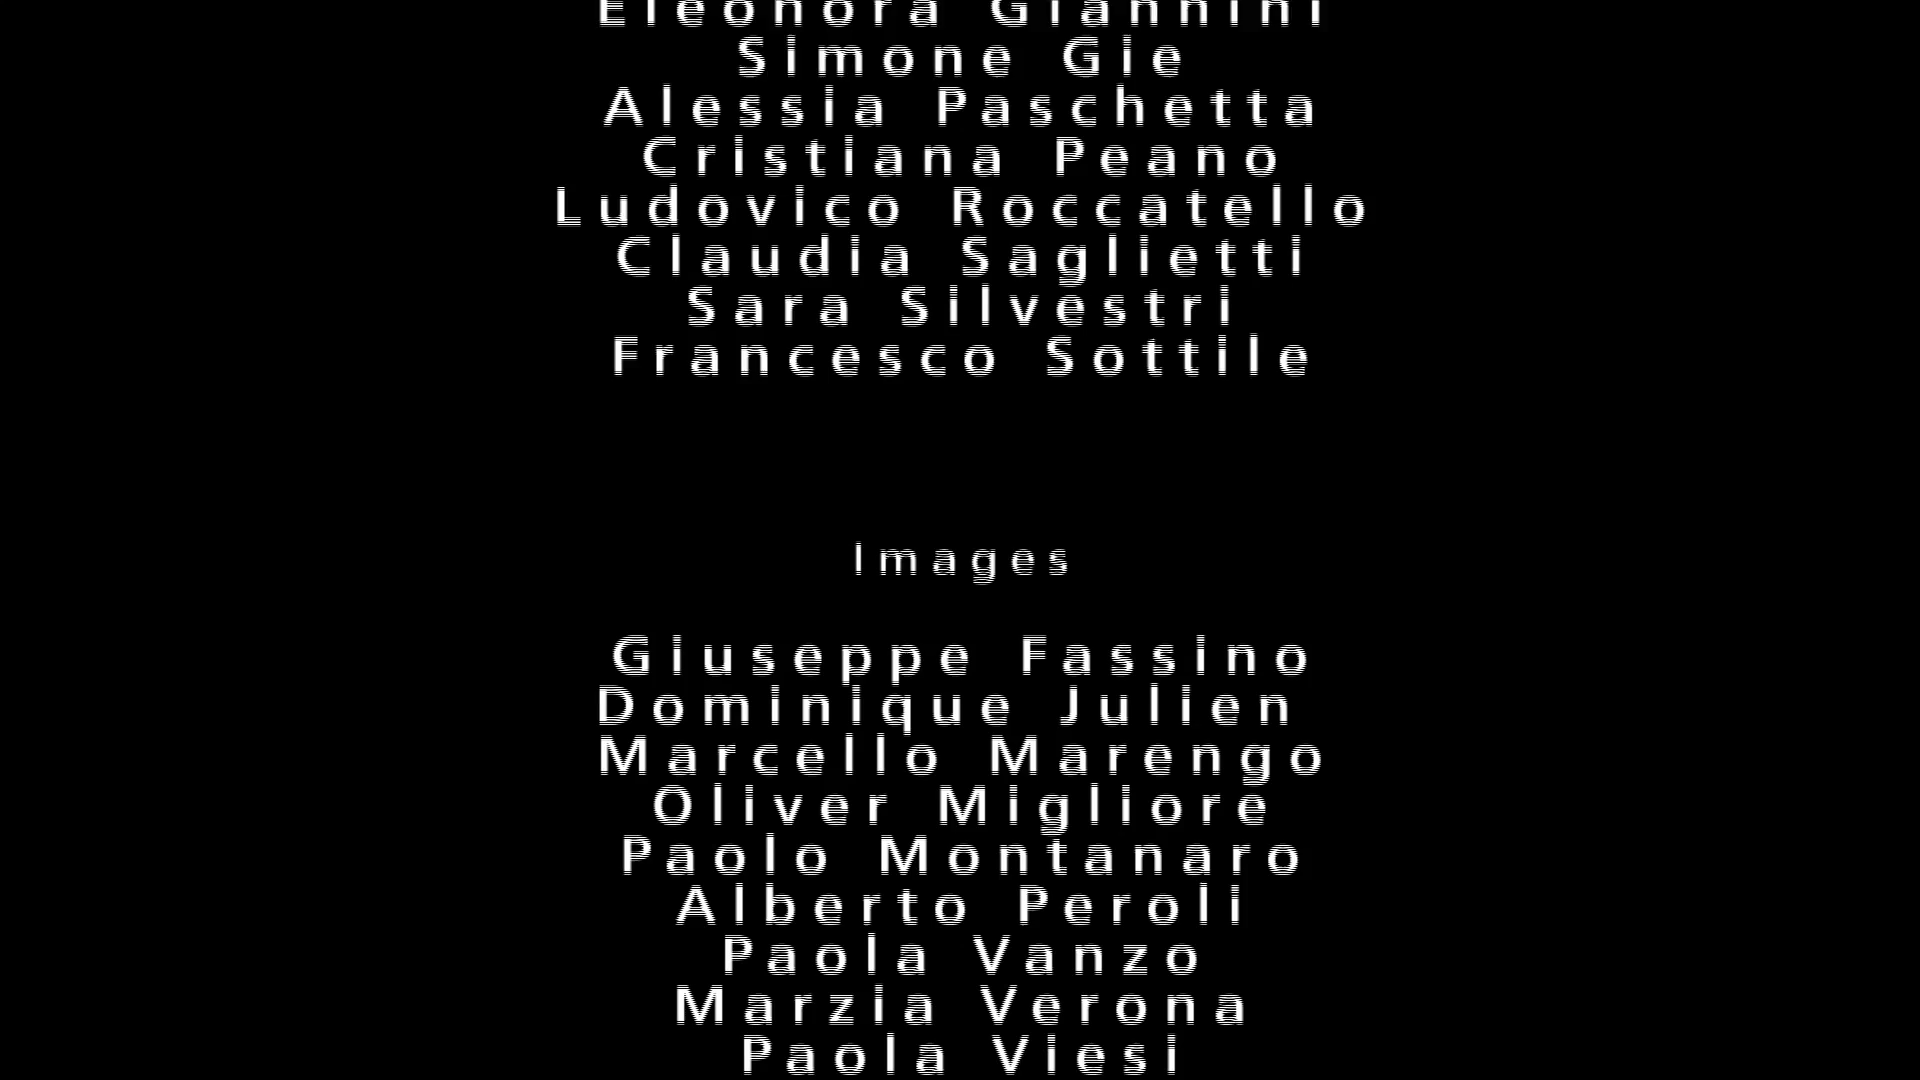 Eleonora Giannini
Simone Gie
Alessia Paschetta
Cristiana Peano
Ludovico Roccatello
Claudia Saglietti
Sara Silvestri
Francesco Sottile
Images
Giuseppe Fassino
Dominique Julien
Marcello Marengo
Oliver Migliore
Paolo Montanaro
Alberto Peroli
Paola Vanzo
Marzia Verona
Paola Viesi